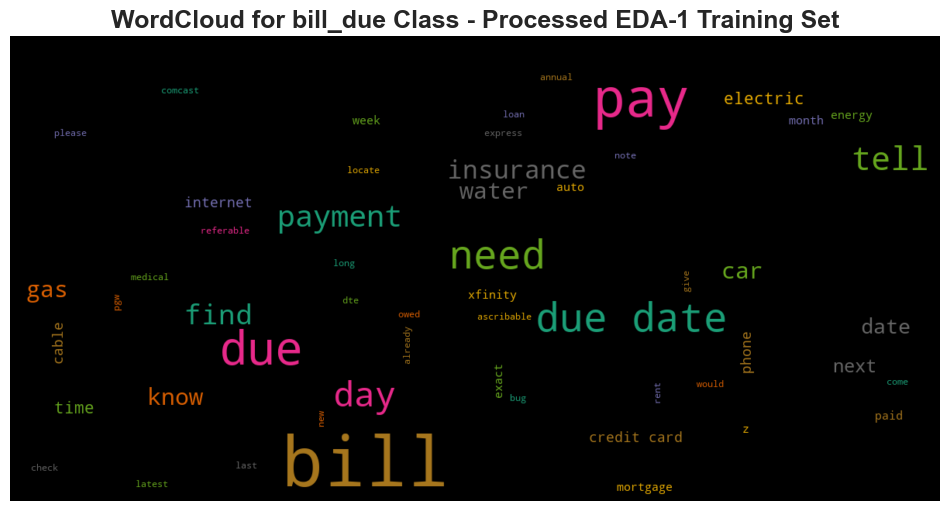 WordCloud for bill_due Class - Processed EDA-1 Training Set
comcast
annual
pay
electric
please
week
loan
express
month
energy
note
tell
locate
insurance
water
auto
internet
payment
referable
need
long
medical
gas
pgw
find
dte
owed
xfinity
ascribable
give
car
due date
date
cable
due
already
phone
next
exact
know
day
bug
rent
would
come
time
new
credit card
z
paid
bill
check
last
latest
mortgage